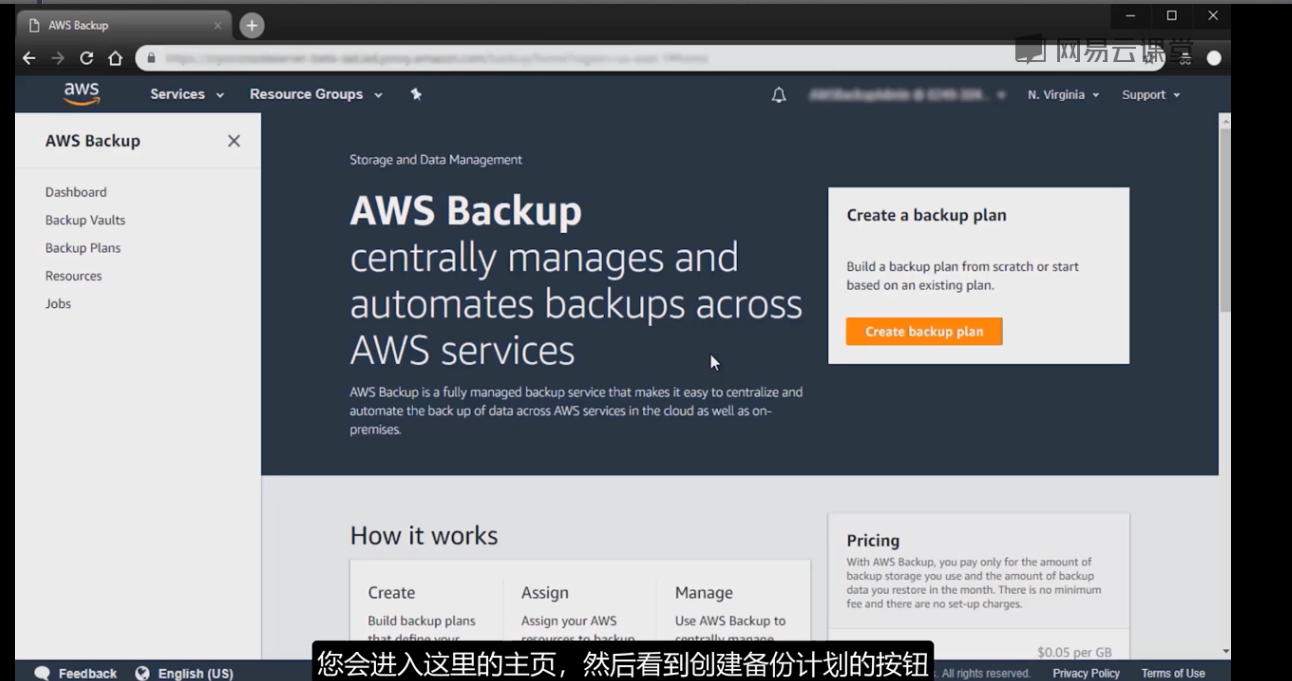 AWS Backup
网易云课堂
aws
Services
Resource Groups
N. Virginia
Support
AWS Backup
Dashboard
Backup Vaults
Backup Plans
Resources
Jobs
Storage and Data Management
AWS Backup
centrally manages and
automates backups across
AWS services
AWS Backup is a fully managed backup service that makes it easy to centralize and
automate the back up of data across AWS services in the cloud as well as on-
premises.
Create a backup plan
Build a backup plan from scratch or start
based on an existing plan.
Create backup plan
How it works
Create
Build backup plans
that define your
Assign
Assign your AWS
resources to backup
Manage
Use AWS Backup to
centrally manage
Pricing
With AWS Backup, you pay only for the amount of
backup storage you use and the amount of backup
data you restore in the month. There is no minimum
fee and there are no set-up charges.
$0.05 per GB
您会进入这里的主页，然后看到创建备份计划的按钮
Feedback
English (US)
All rights reserved.
Privacy Policy
Terms of Use